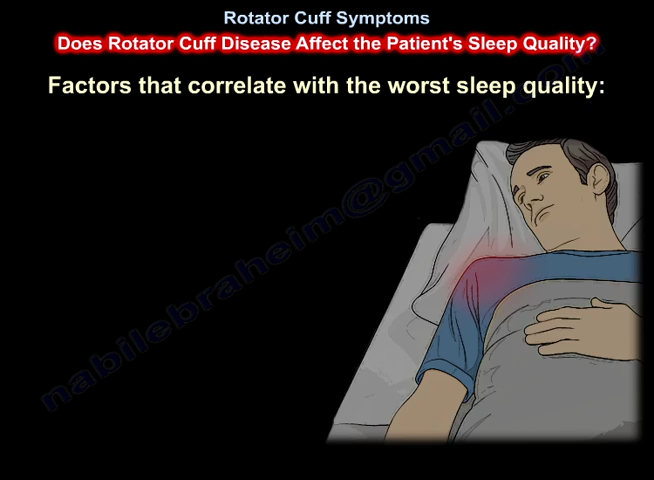 Rotator Cuff Symptoms
Does Rotator Cuff Disease Affect the Patient's Sleep Quality?
Factors that correlate with the worst sleep quality:
nabilebraheim@gmail.com